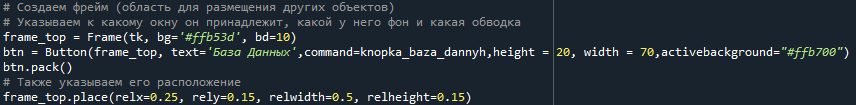 # Создаем фрейм (область для размещения других объектов)
# Указываем к какому окну он принадлежит, какой у него фон и какая обводка
frame_top = Frame(tk, bg='#ffb53d', bd=10)
btn = Button(frame_top, text='База Данных',command=knopka_baza_dannyh,height = 20, width = 70,activebackground="#ffb700")
btn.pack()
# Также указываем его расположение
frame_top.place(relx=0.25, rely=0.15, relwidth=0.5, relheight=0.15)